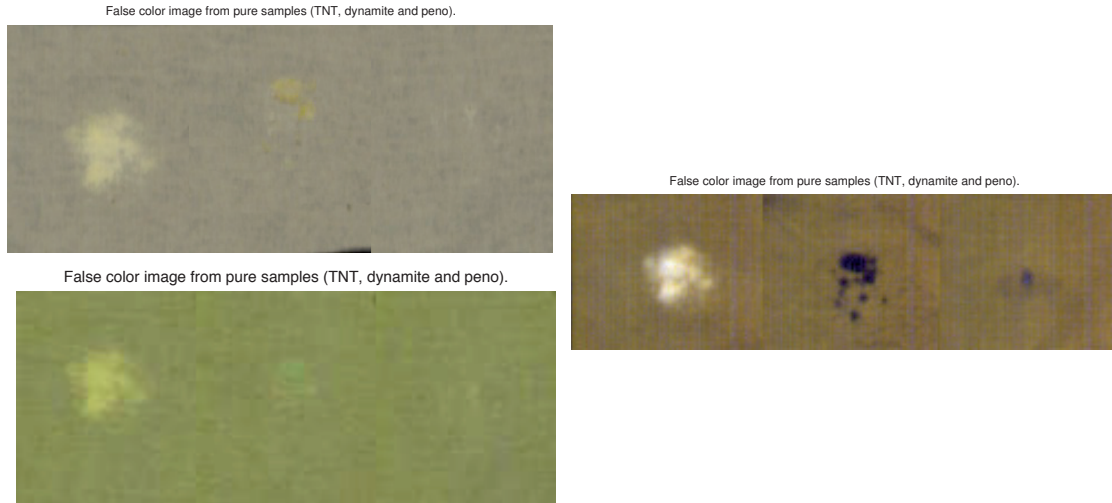 False color image from pure samples (TNT, dynamite and peno).
False color image from pure samples (TNT, dynamite and peno).
False color image from pure samples (TNT, dynamite and peno).